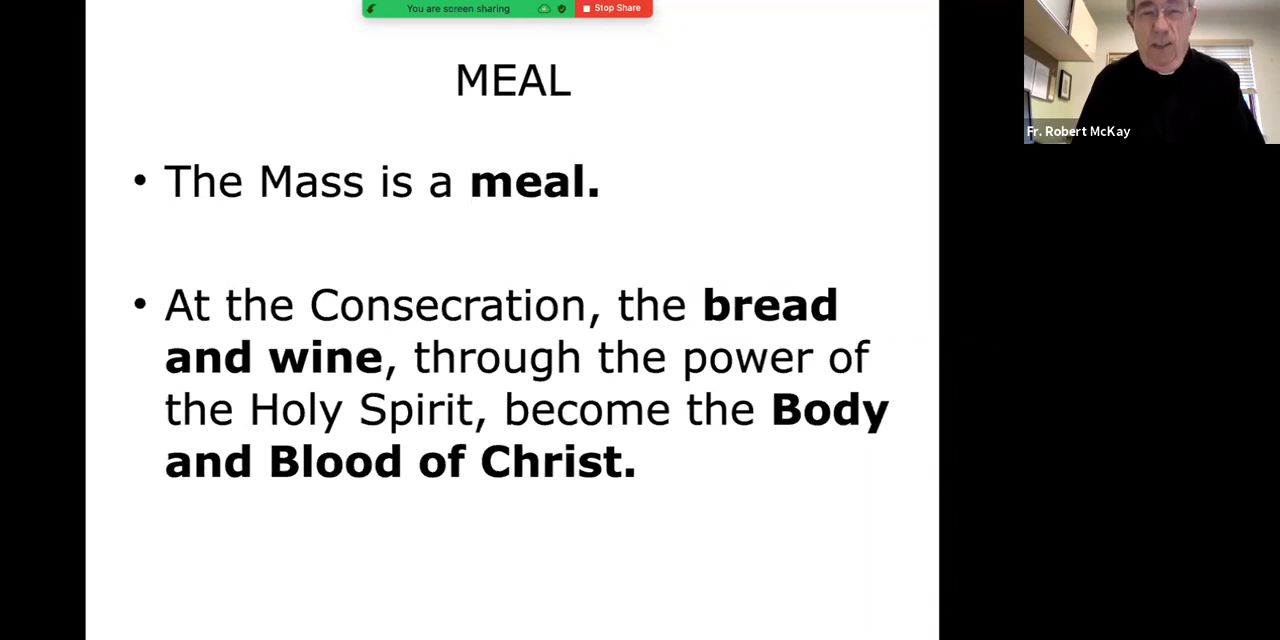 You are screen sharing
Stop Share
MEAL
• The Mass is a meal.
• At the Consecration, the bread
and wine, through the power of
the Holy Spirit, become the Body
and Blood of Christ.
Fr. Robert McKay